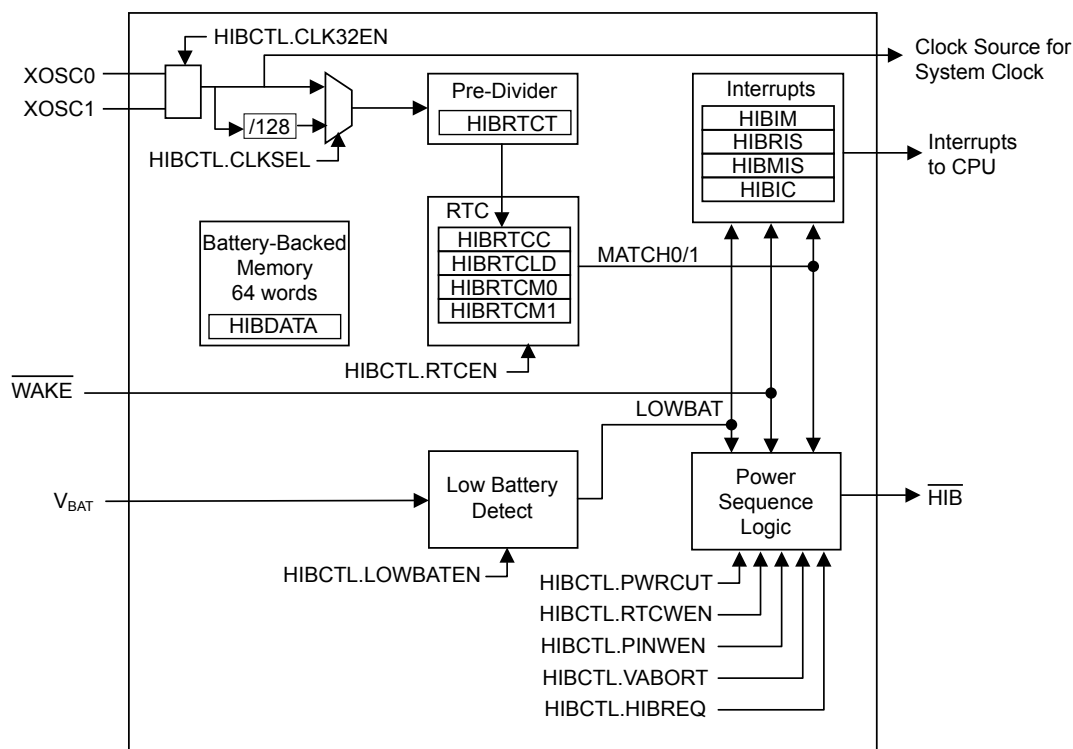 HIBCTL.CLK32EN
XOSC0
XOSC1
/128
HIBCTL.CLKSEL
Pre-Divider
HIBRTCT
Clock Source for
System Clock
Interrupts
HIBIM
HIBRIS
HIBMIS
HIBIC
Interrupts
to CPU
RTC
HIBRTCC
HIBRTCLD
HIBRTCM0
HIBRTCM1
MATCH0/1
Battery-Backed
Memory
64 words
HIBDATA
HIBCTL.RTCEN
WAKE
LOWBAT
VBAT
Low Battery
Detect
Power
Sequence
Logic
HIB
HIBCTL.LOWBATEN
HIBCTL.PWRCUT
HIBCTL.RTCWEN
HIBCTL.PINWEN
HIBCTL.VABORT
HIBCTL.HIBREQ